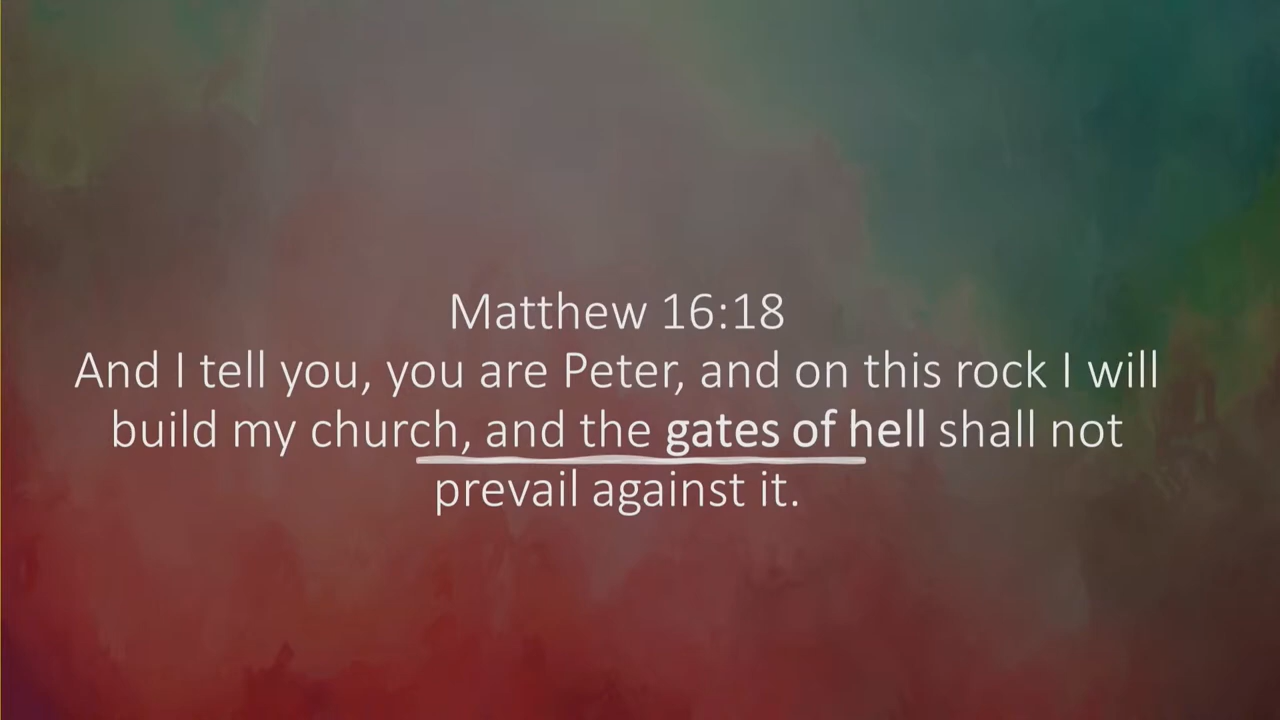 Matthew 16:18
And I tell you, you are Peter, and on this rock I will
build my church, and the gates of hell shall not
prevail against it.